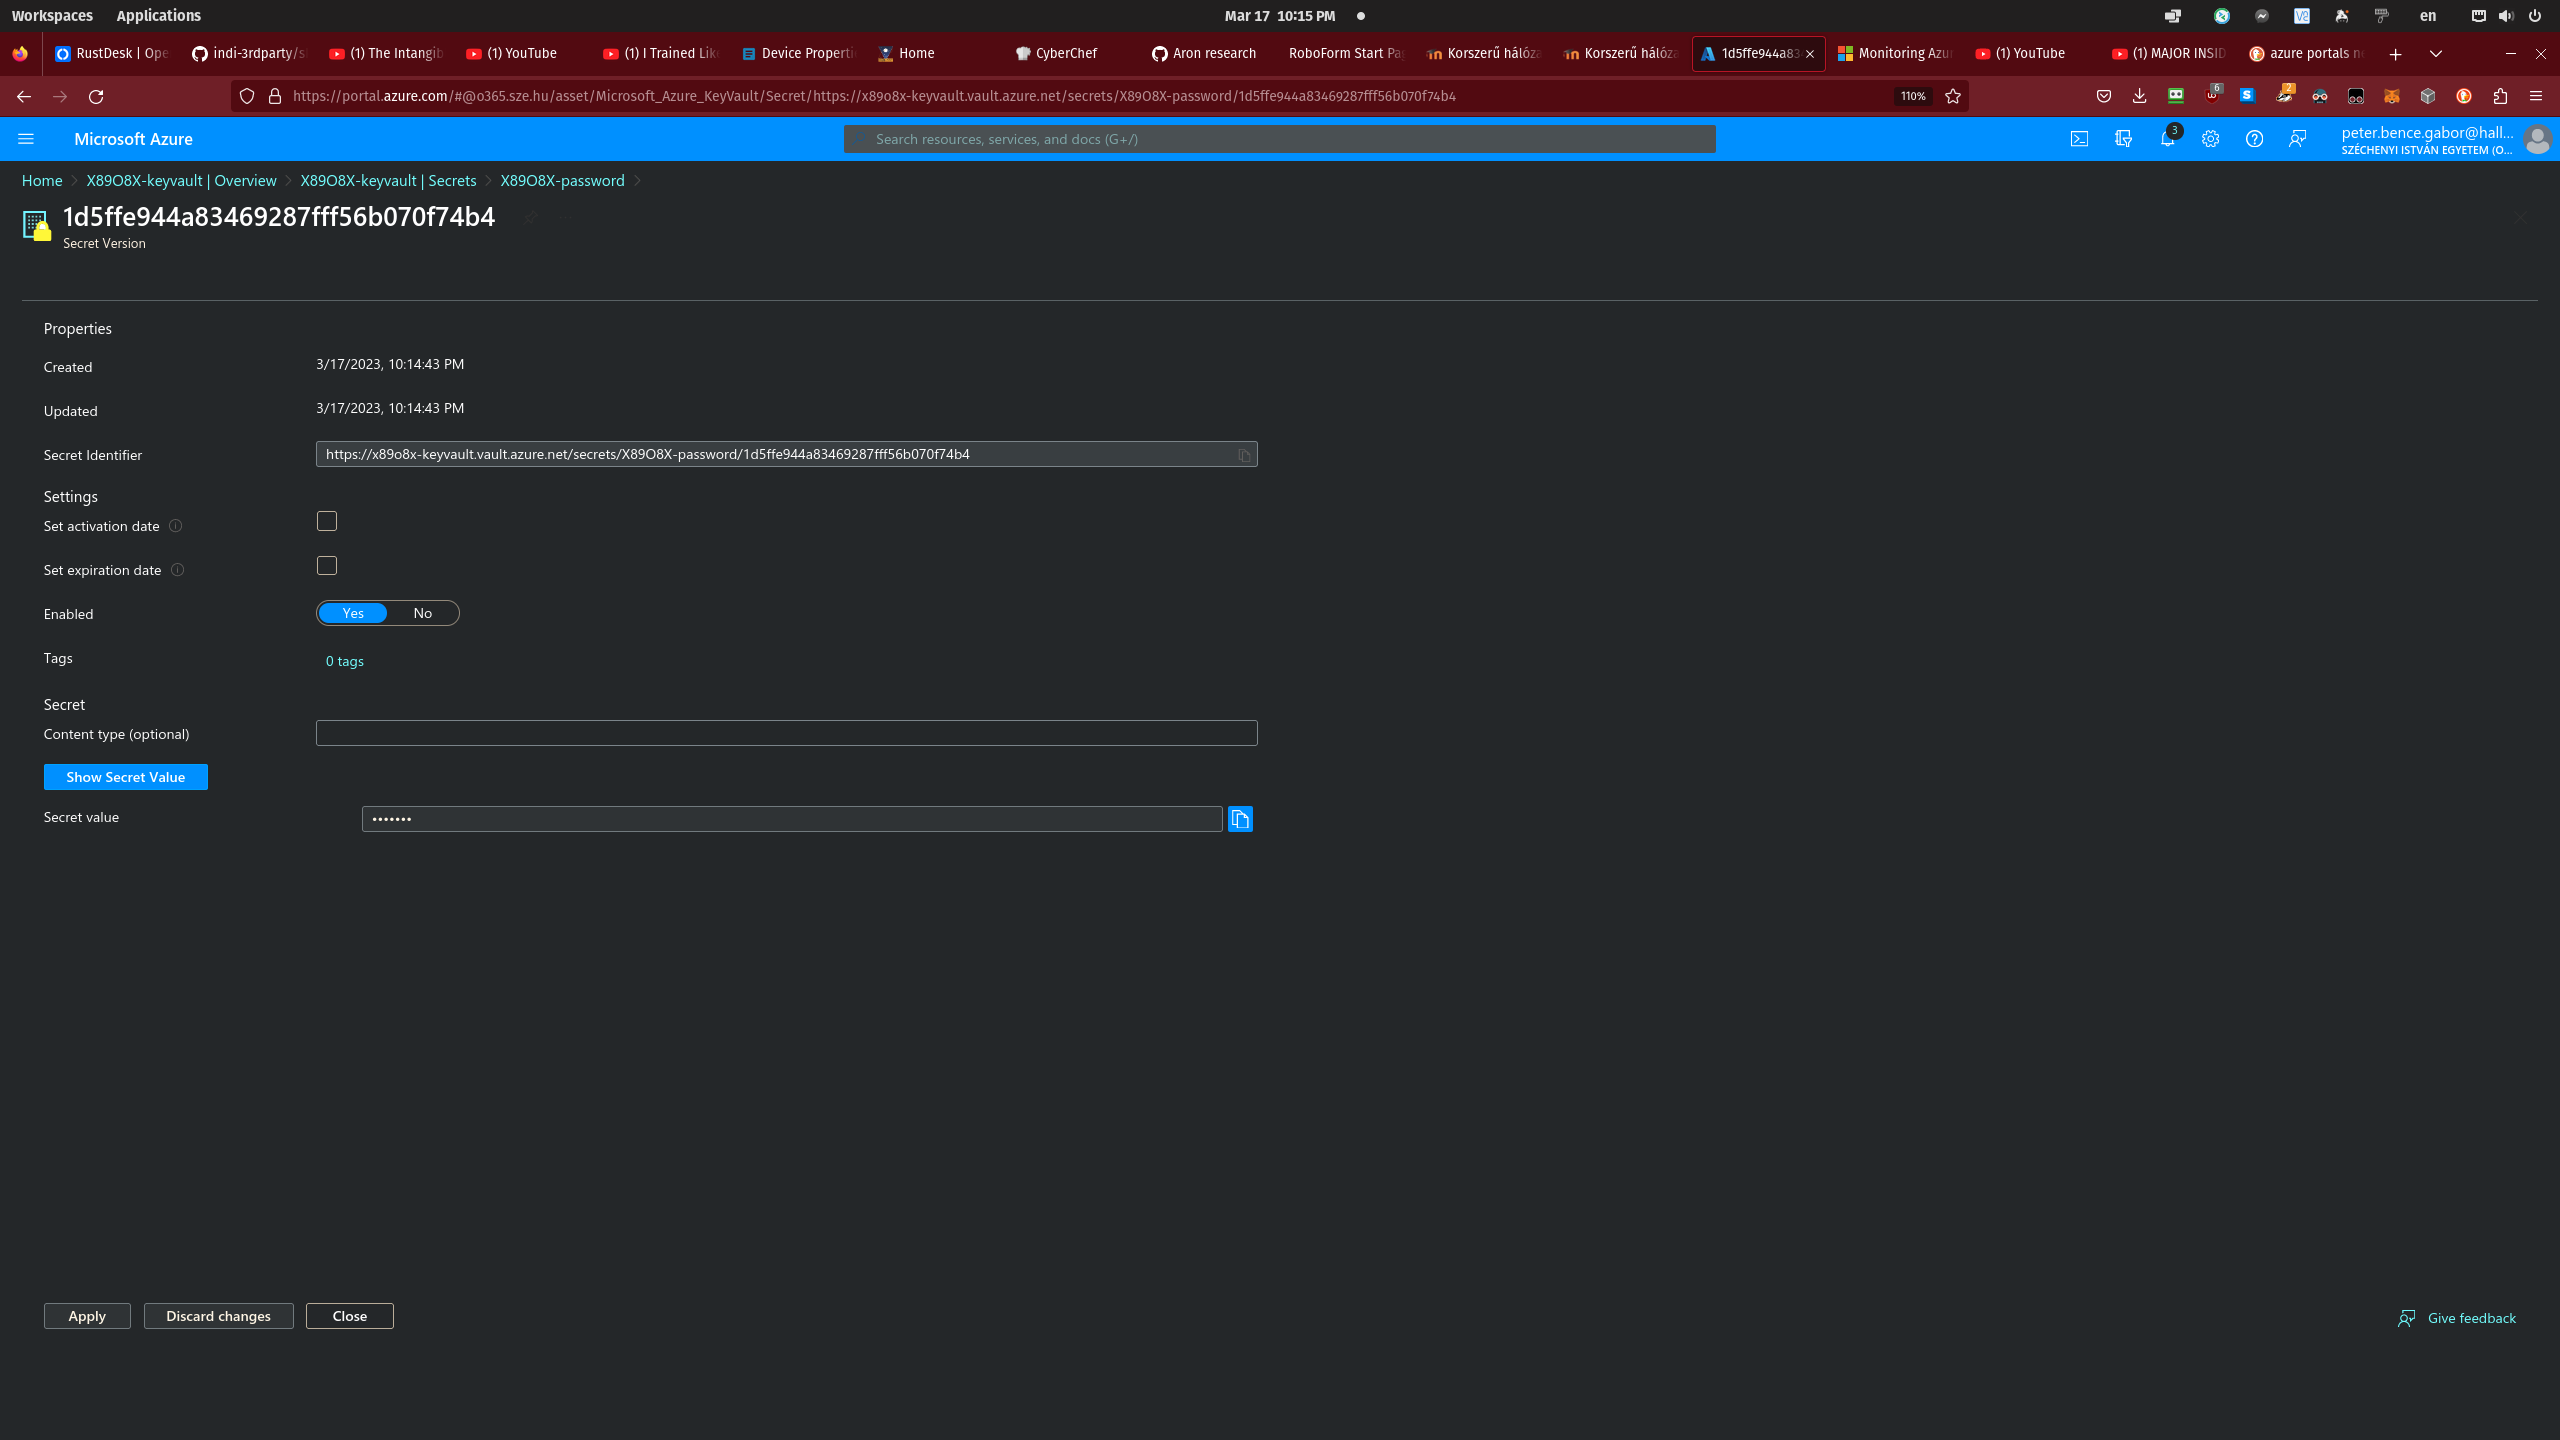 Workspaces Applications Mar 17 10:15 PM en
RustDesk | Ope indi-3rdparty/s (1) The Intangib (1) YouTube (1) I Trained Like Device Properti Home CyberChef Aron research RoboForm Start Pag Korszerű hálóza Korszerű hálóza 1d5ffe944a83 Monitoring Azur (1) YouTube (1) MAJOR INSID azure portals ne
https://portal.azure.com/#@o365.sze.hu/asset/Microsoft_Azure_KeyVault/Secret/https://x89o8x-keyvault.vault.azure.net/secrets/X89O8X-password/1d5ffe944a83469287fff56b070f74b4 110% 6 2
Microsoft Azure Search resources, services, and docs (G+/) 3 peter.bence.gabor@hall...
SZÉCHENYI ISTVÁN EGYETEM (O...
Home X89O8X-keyvault | Overview X89O8X-keyvault | Secrets X89O8X-password
1d5ffe944a83469287fff56b070f74b4
Secret Version
Properties
Created 3/17/2023, 10:14:43 PM
Updated 3/17/2023, 10:14:43 PM
Secret Identifier https://x89o8x-keyvault.vault.azure.net/secrets/X89O8X-password/1d5ffe944a83469287fff56b070f74b4
Settings
Set activation date
Set expiration date
Enabled Yes No
Tags 0 tags
Secret
Content type (optional)
Show Secret Value
Secret value •••••••
Apply Discard changes Close Give feedback